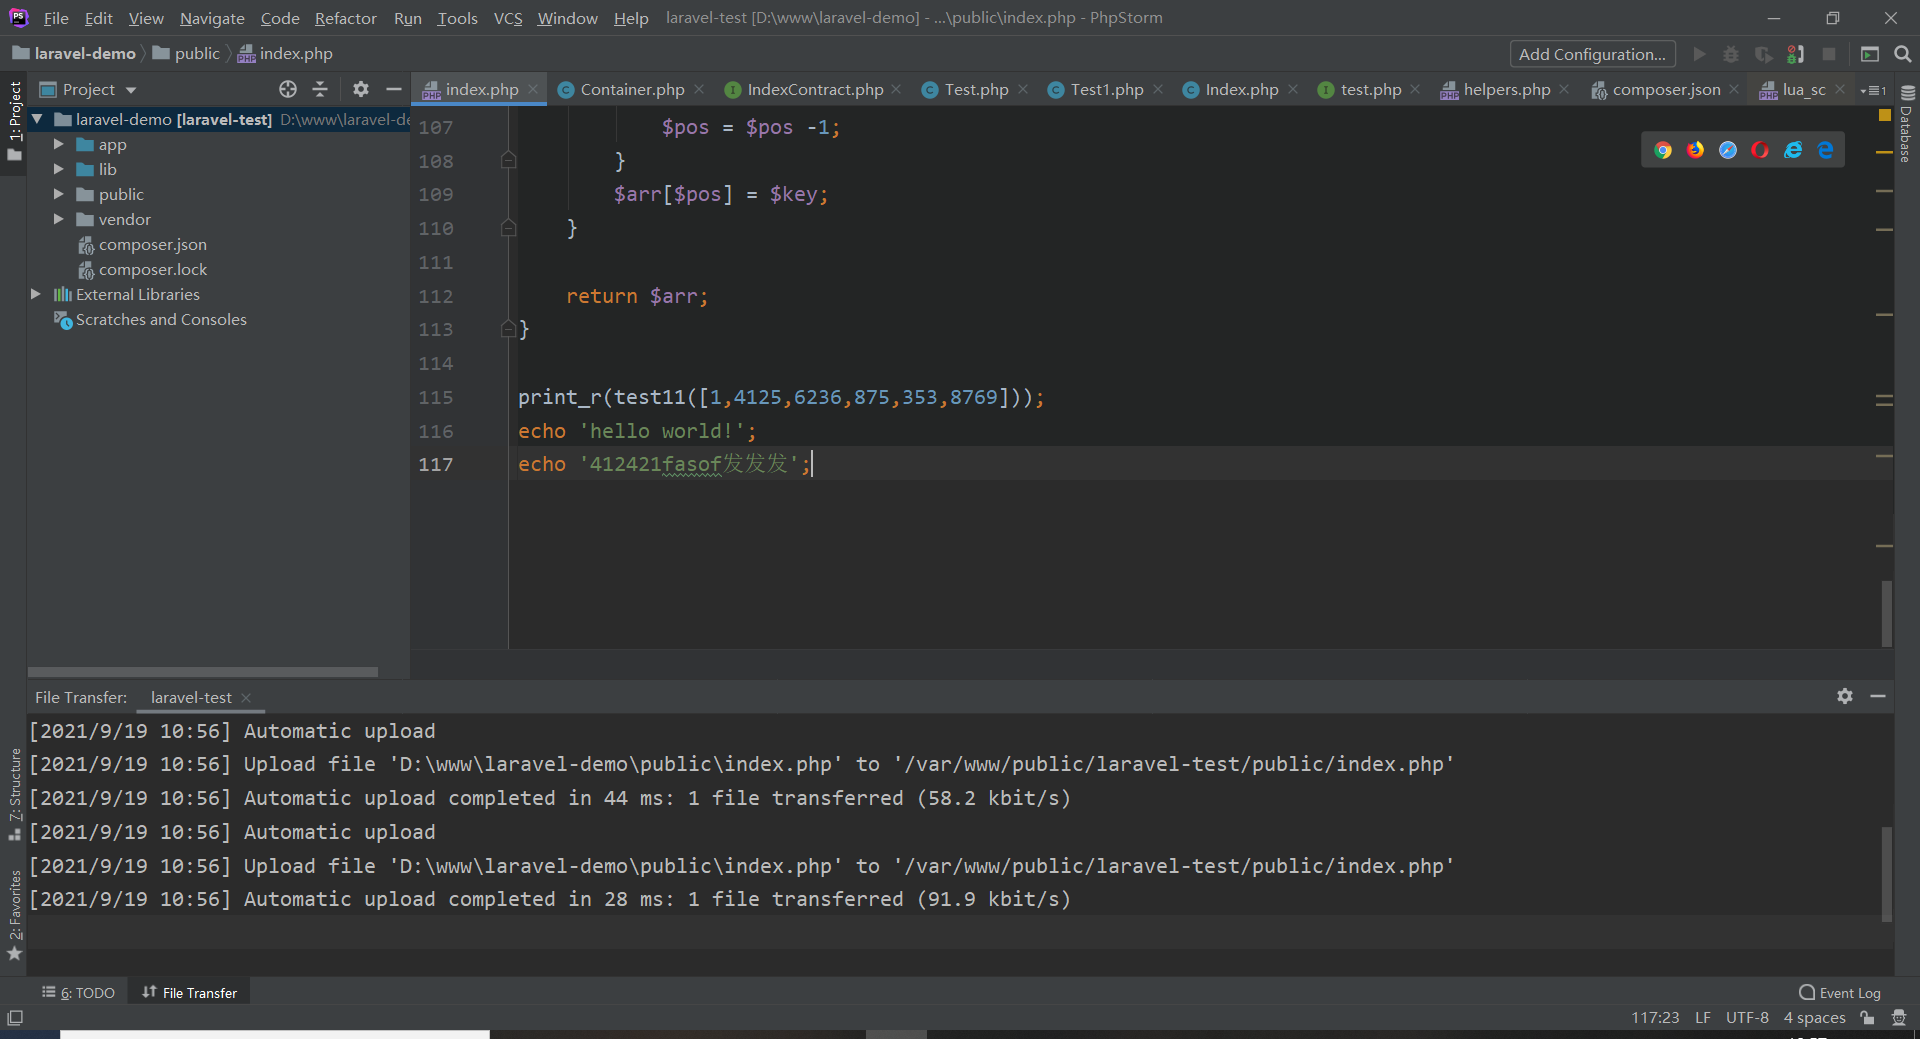 File Edit View Navigate Code Refactor Run Tools VCS Window Help laravel-test [D:\www\laravel-demo] - ...\public\index.php - PhpStorm
laravel-demo public index.php Add Configuration...
1: Project
Project
index.php Container.php IndexContract.php Test.php Test1.php Index.php test.php helpers.php composer.json lua_sc
Database
laravel-demo [laravel-test] D:\www\laravel-de
app
lib
public
vendor
composer.json
composer.lock
External Libraries
Scratches and Consoles
107 $pos = $pos -1;
108 }
109 $arr[$pos] = $key;
110 }
111
112 return $arr;
113 }
114
115 print_r(test11([1,4125,6236,875,353,8769]));
116 echo 'hello world!';
117 echo '412421fasof发发发';
File Transfer: laravel-test
[2021/9/19 10:56] Automatic upload
[2021/9/19 10:56] Upload file 'D:\www\laravel-demo\public\index.php' to '/var/www/public/laravel-test/public/index.php'
[2021/9/19 10:56] Automatic upload completed in 44 ms: 1 file transferred (58.2 kbit/s)
[2021/9/19 10:56] Automatic upload
[2021/9/19 10:56] Upload file 'D:\www\laravel-demo\public\index.php' to '/var/www/public/laravel-test/public/index.php'
[2021/9/19 10:56] Automatic upload completed in 28 ms: 1 file transferred (91.9 kbit/s)
7: Structure
2: Favorites
6: TODO File Transfer Event Log
117:23 LF UTF-8 4 spaces